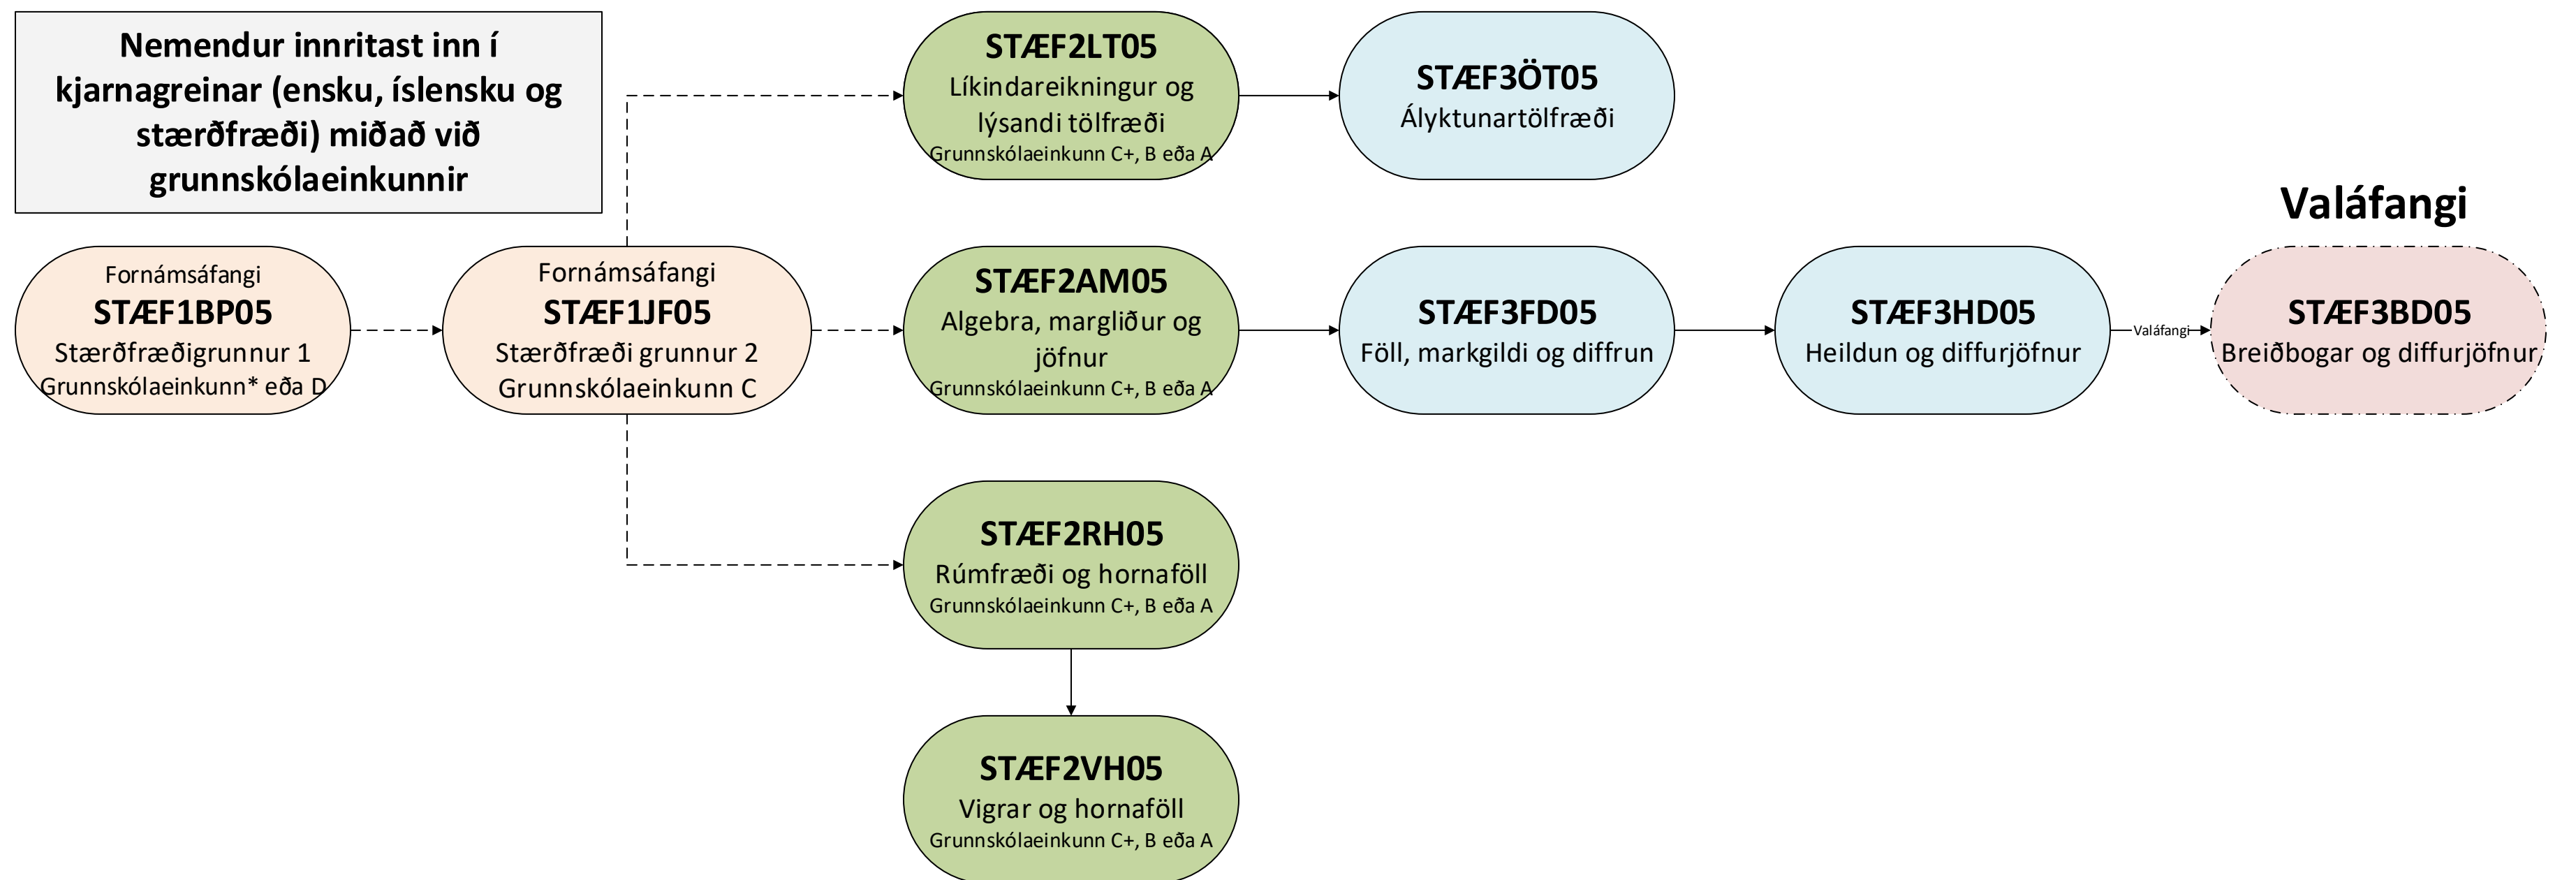 Nemendur innritast inn í
kjarnagreinar (ensku, íslensku og
stærðfræði) miðað við
grunnskólaeinkunnir
STÆF2LT05
Líkindareikningur og
lýsandi tölfræði
Grunnskólaeinkunn C+, B eða A
STÆF3ÖT05
Ályktunartölfræði
Valáfangi
Fornámsáfangi
STÆF1BP05
Stærðfræðigrunnur 1
Grunnskólaeinkunn* eða D
Fornámsáfangi
STÆF1JF05
Stærðfræði grunnur 2
Grunnskólaeinkunn C
STÆF2AM05
Algebra, margliður og
jöfnur
Grunnskólaeinkunn C+, B eða A
STÆF3FD05
Föll, markgildi og diffrun
STÆF3HD05
Heildun og diffurjöfnur
Valáfangi
STÆF3BD05
Breiðbogar og diffurjöfnur
STÆF2RH05
Rúmfræði og hornaföll
Grunnskólaeinkunn C+, B eða A
STÆF2VH05
Vigrar og hornaföll
Grunnskólaeinkunn C+, B eða A